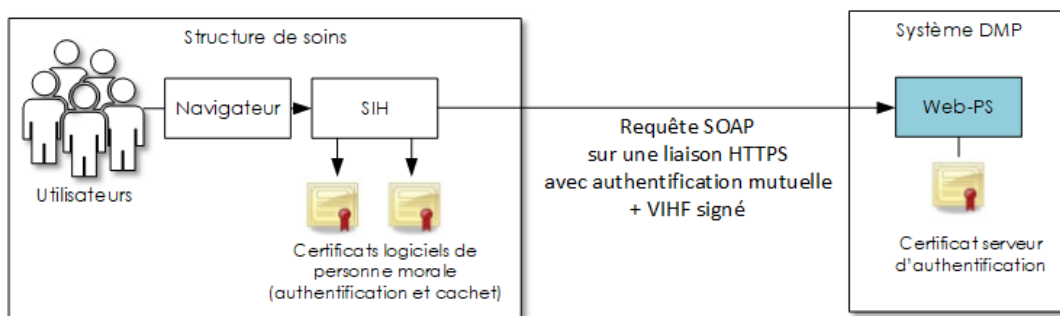 Structure de soins
Utilisateurs
Navigateur
SIH
Certificats logiciels de
personne morale
(authentification et cachet)
Requête SOAP
sur une liaison HTTPS
avec authentification mutuelle
+ VIHF signé
Système DMP
Web-PS
Certificat serveur
d'authentification